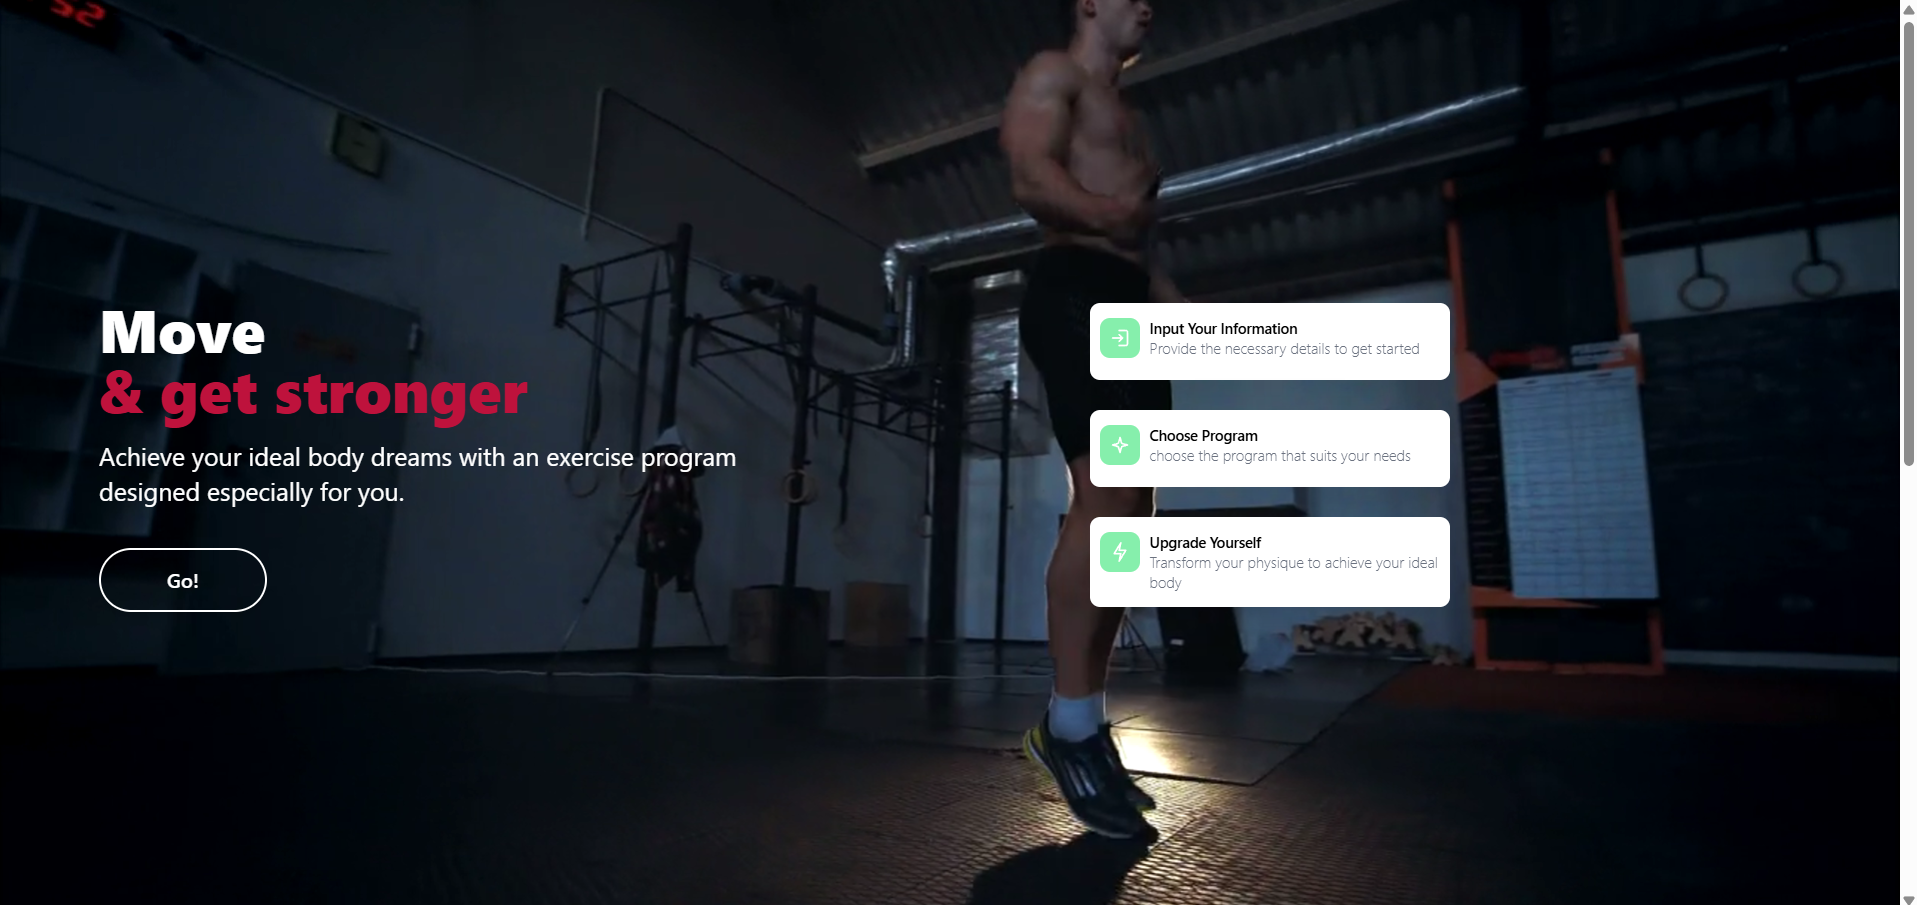 52
Move
& get stronger
Achieve your ideal body dreams with an exercise program
designed especially for you.
Go!
Input Your Information
Provide the necessary details to get started
Choose Program
choose the program that suits your needs
Upgrade Yourself
Transform your physique to achieve your ideal
body